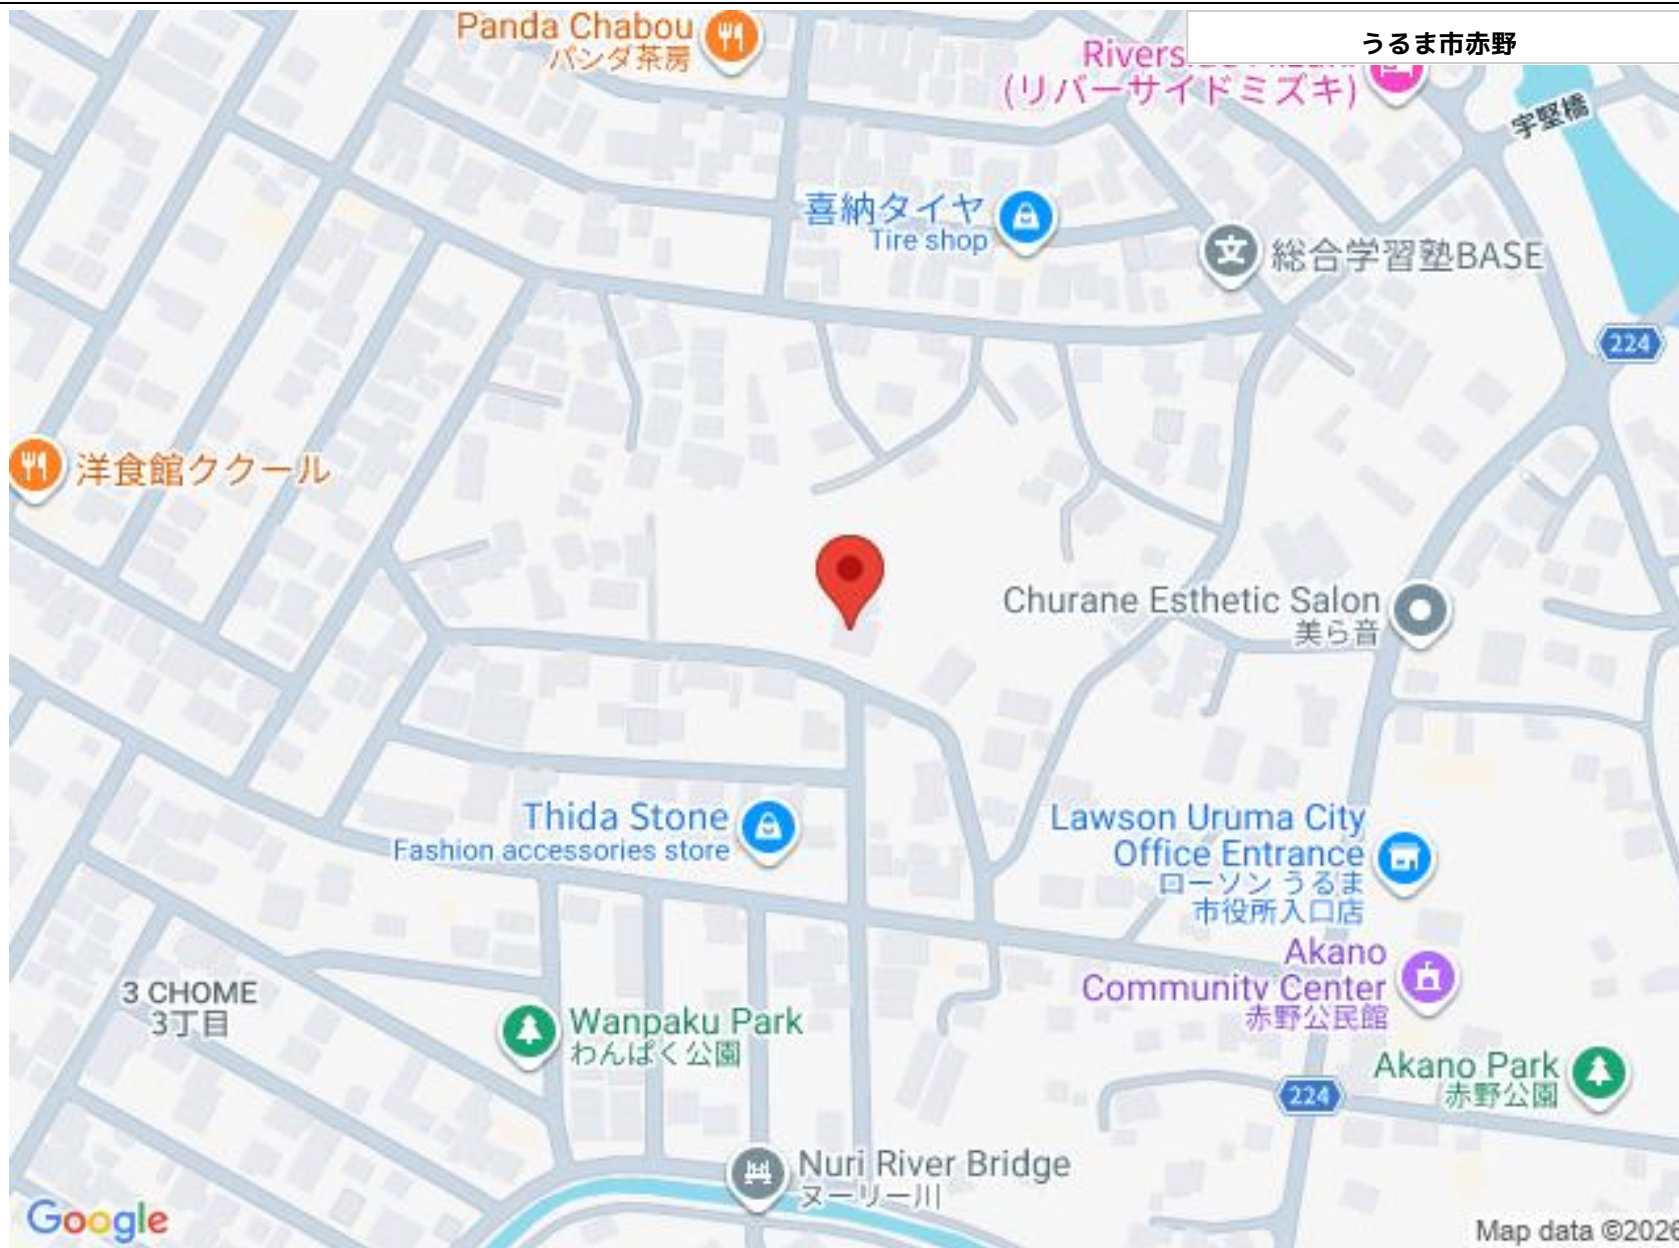 Panda Chabou
パンダ茶房
うるま市赤野
(リバーサイドミズキ)
宇堅橋
喜納タイヤ
Tire shop
総合学習塾BASE
224
洋食館ククール
Churane Esthetic Salon
美ら音
Thida Stone
Fashion accessories store
Lawson Uruma City
Office Entrance
ローソン うるま
市役所入口店
Akano
Community Center
赤野公民館
3 CHOME
3丁目
Wanpaku Park
わんぱく公園
Akano Park
赤野公園
224
Nuri River Bridge
ヌーリー川
Google
Map data ©2026